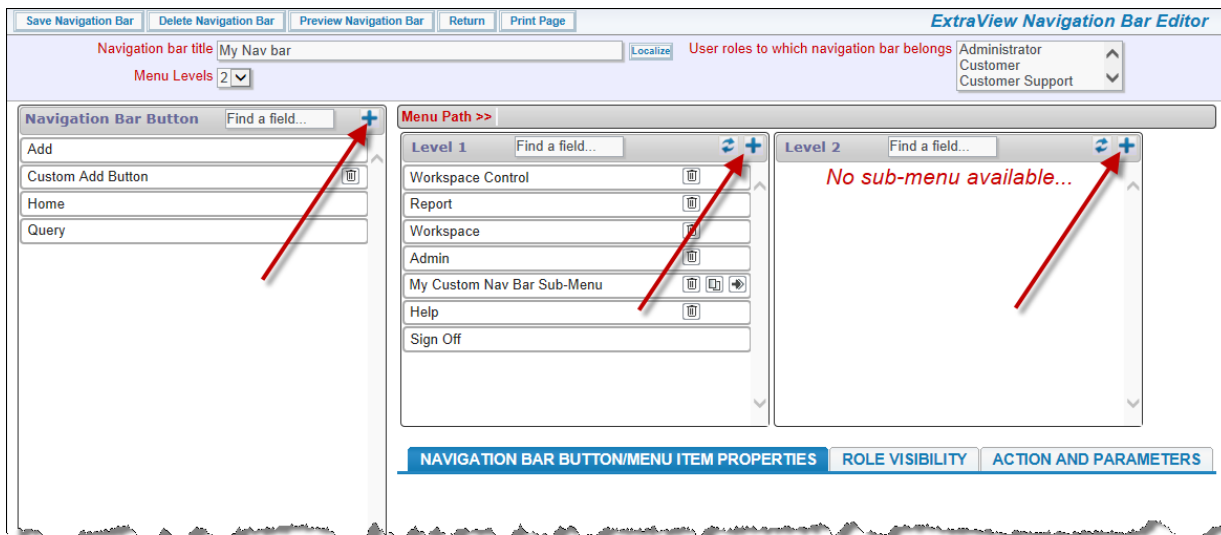 Save Navigation Bar Delete Navigation Bar Preview Navigation Bar Return Print Page ExtraView Navigation Bar Editor
Navigation bar title My Nav bar Localize User roles to which navigation bar belongs Administrator
Customer
Menu Levels 2 Customer Support
Navigation Bar Button Find a field... Menu Path >>
Add Level 1 Find a field... Level 2 Find a field...
Custom Add Button Workspace Control No sub-menu available...
Home Report
Query Workspace
Admin
My Custom Nav Bar Sub-Menu
Help
Sign Off
NAVIGATION BAR BUTTON/MENU ITEM PROPERTIES ROLE VISIBILITY ACTION AND PARAMETERS